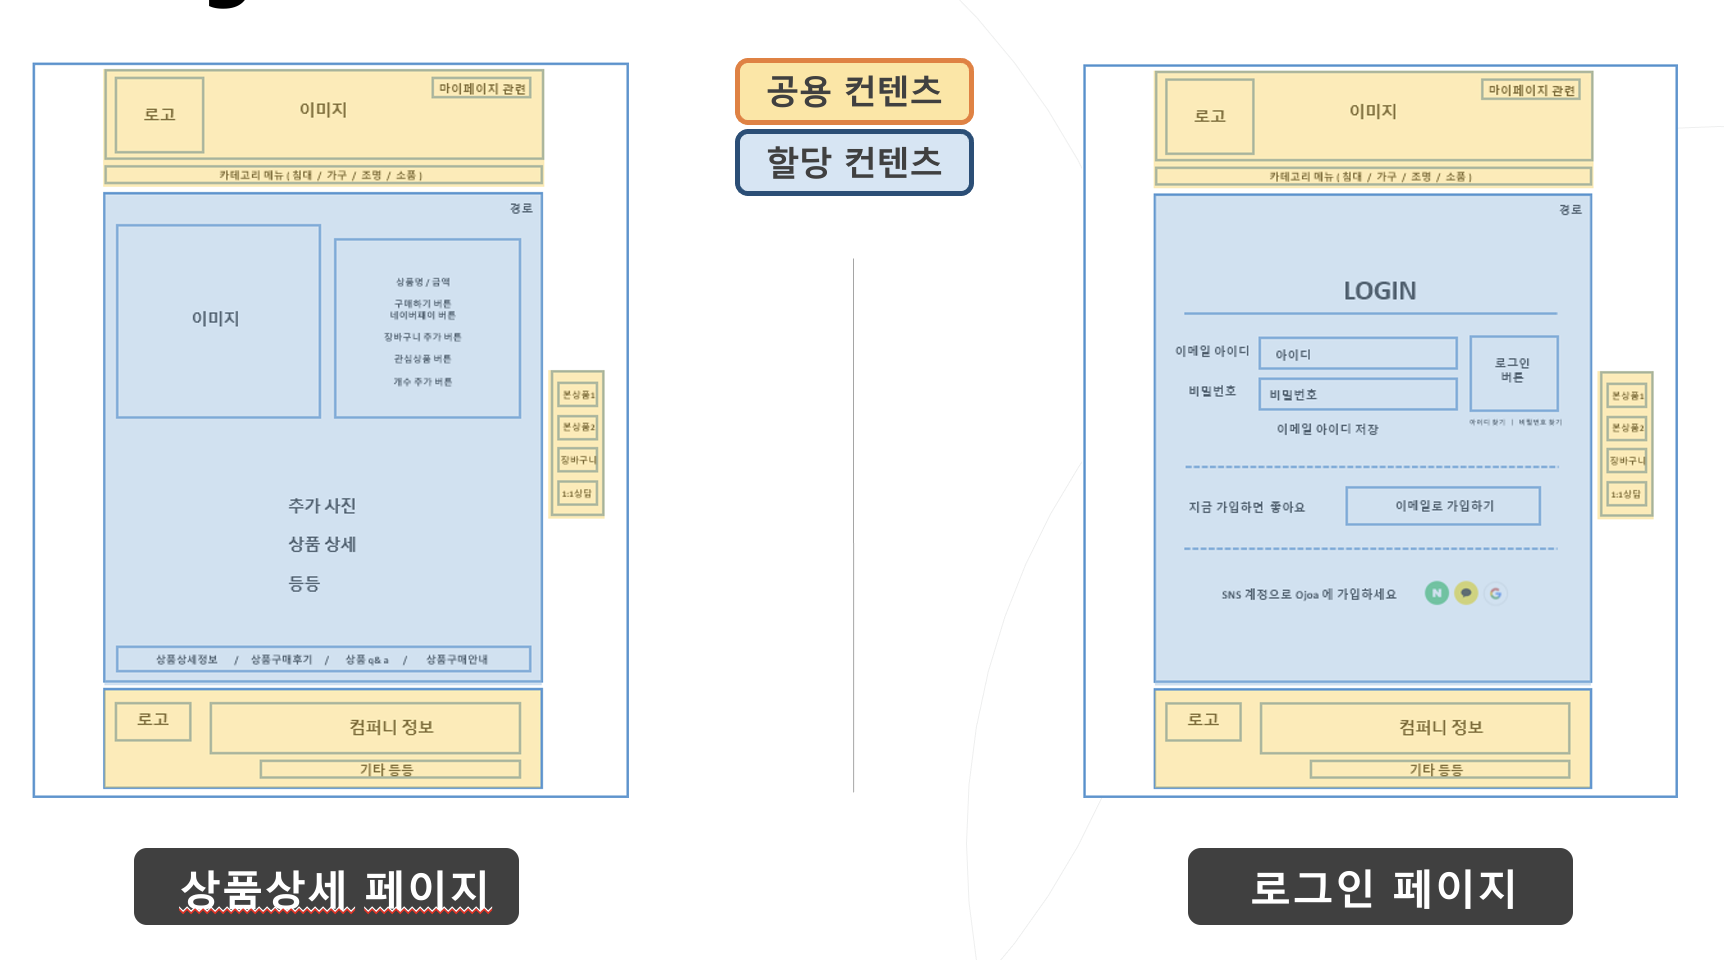 로고
이미지
마이페이지 관련
카테고리 메뉴 ( 침대 / 가구 / 조명 / 소품 )
경로
이미지
상품명 / 금액
구매하기 버튼
네이버페이 버튼
장바구니 추가 버튼
관심상품 버튼
개수 추가 버튼
본상품1
본상품2
장바구니
1:1상담
추가 사진
상품 상세
등등
상품상세정보 / 상품구매후기 / 상품 q& a / 상품구매안내
로고
컴퍼니 정보
기타 등등
상품상세 페이지
공용 컨텐츠
할당 컨텐츠
로고
이미지
마이페이지 관련
카테고리 메뉴 ( 침대 / 가구 / 조명 / 소품 )
경로
LOGIN
이메일 아이디
아이디
비밀번호
비밀번호
로그인
버튼
아이디 찾기 | 비밀번호 찾기
이메일 아이디 저장
지금 가입하면 좋아요
이메일로 가입하기
SNS 계정으로 Ojoa 에 가입하세요
N
G
본상품1
본상품2
장바구니
1:1상담
로고
컴퍼니 정보
기타 등등
로그인 페이지